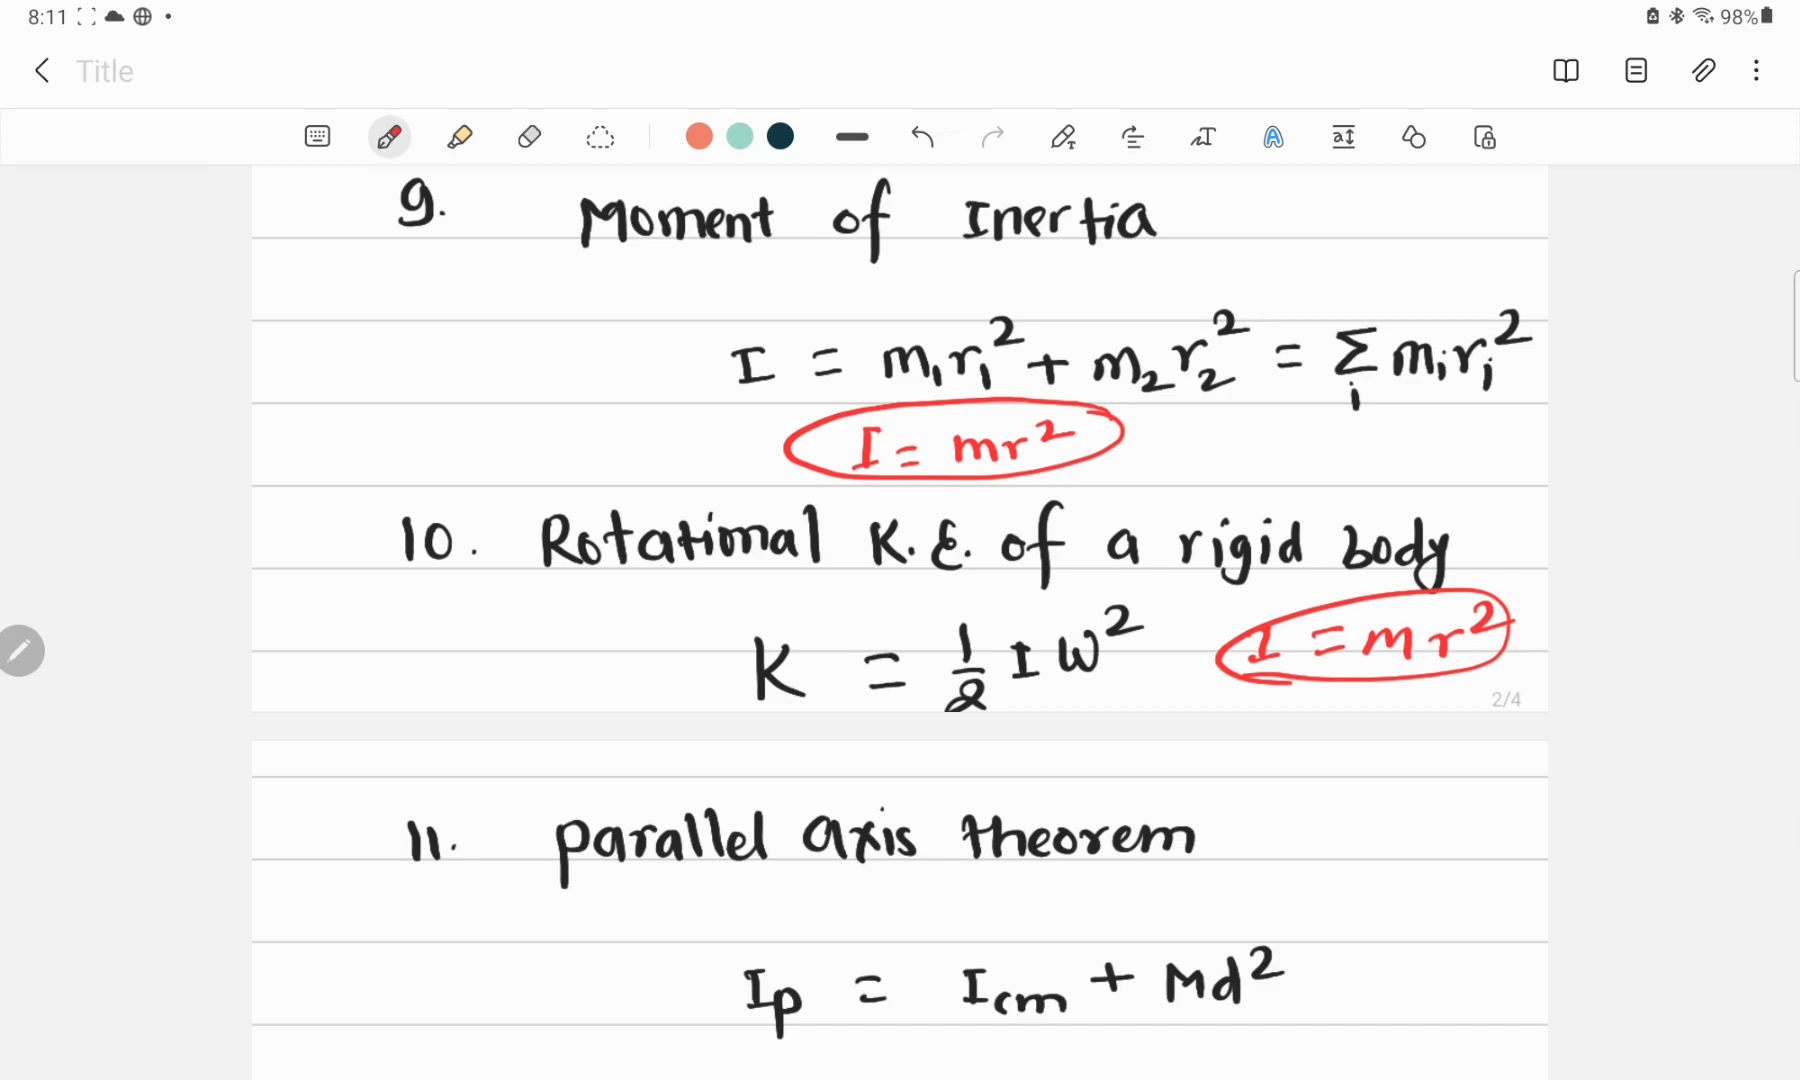 8:11 98%
Title
9. Moment of Inertia
I = m₁r₁² + m₂r₂² = Σᵢ mᵢrᵢ²
I = mr²
10. Rotational K.E. of a rigid body
K = 1/2 I ω² I = mr²
2/4
11. parallel axis theorem
Ip = Icm + Md²